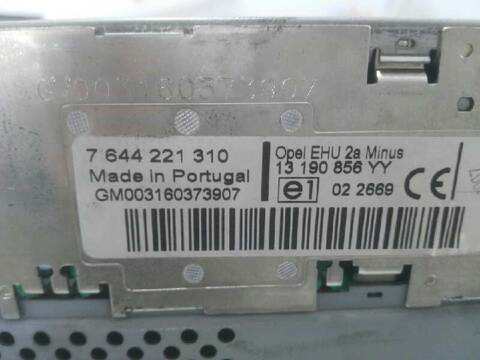 GM003160373907
7 644 221 310
Made in Portugal
GM003160373907
Opel EHU 2a Minus
13 190 856 YY
e1 02 2669 CE